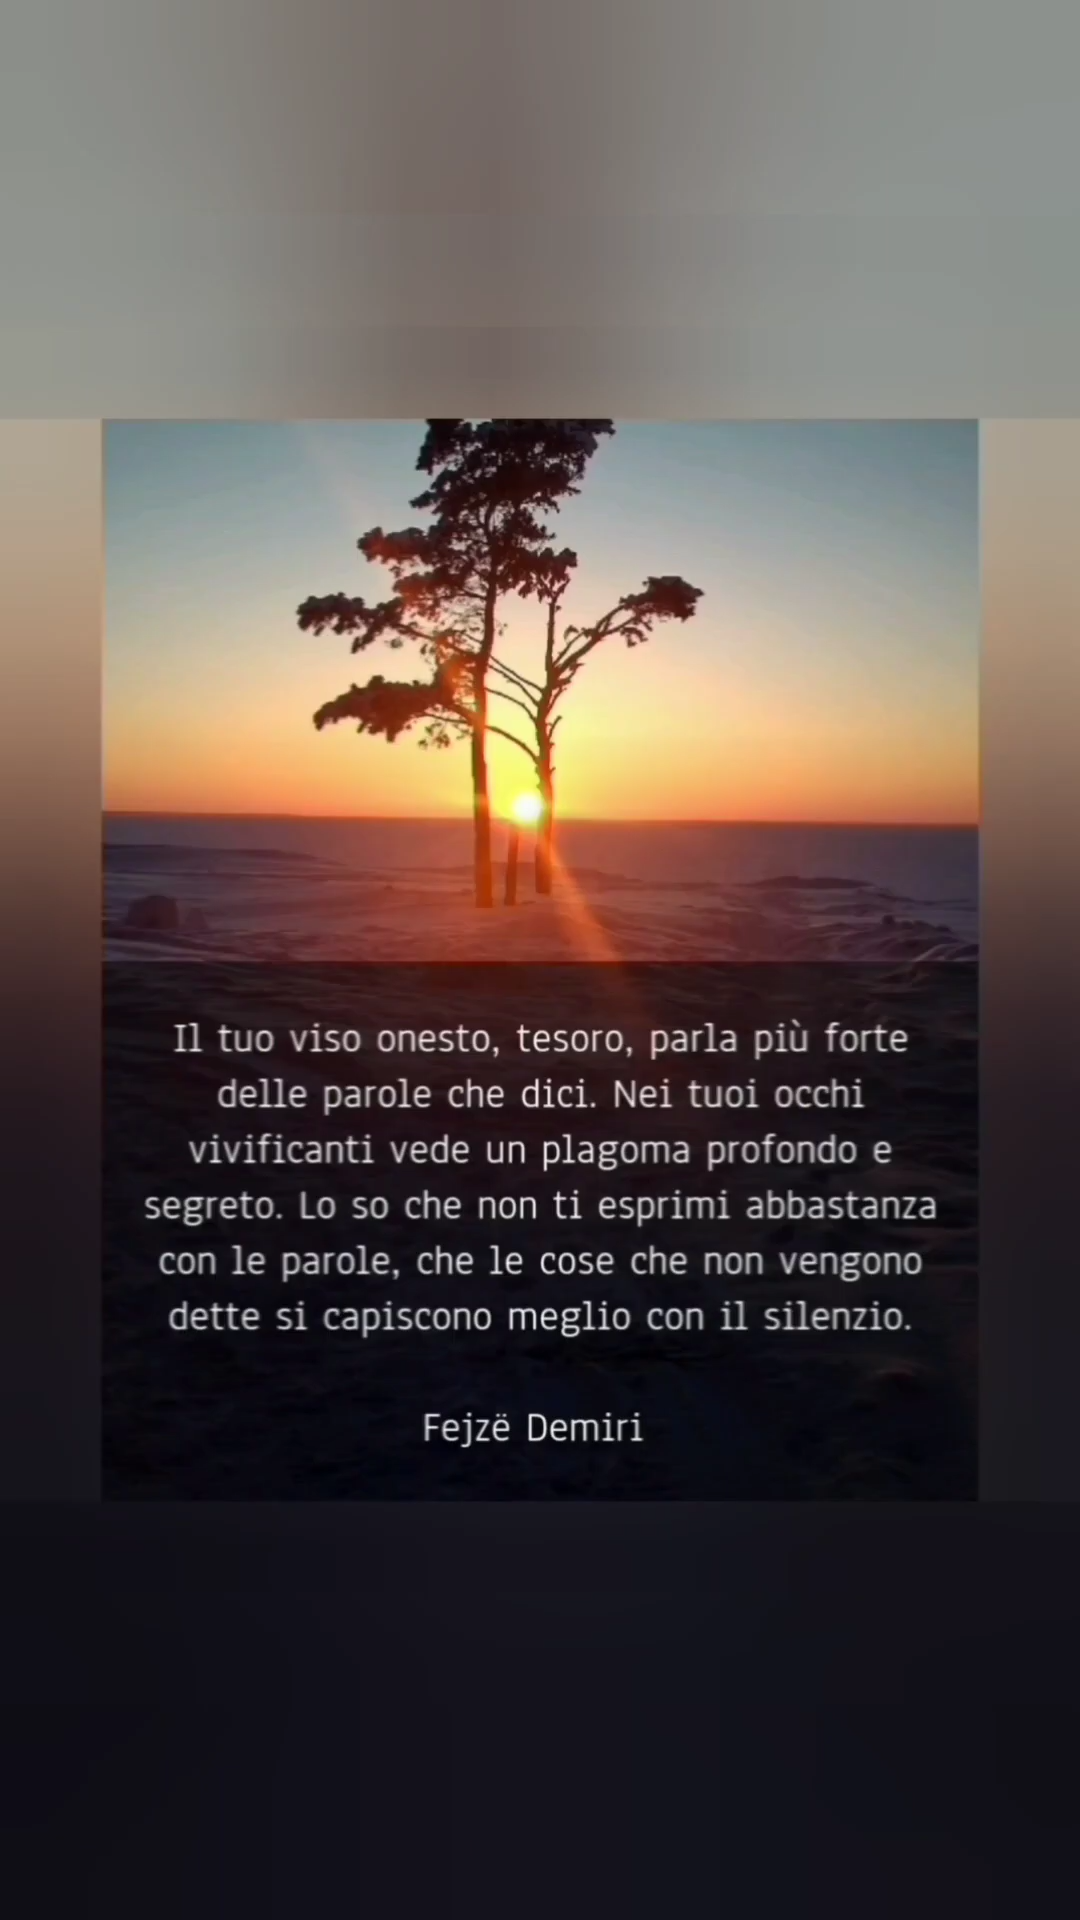 Il tuo viso onesto, tesoro, parla più forte
delle parole che dici. Nei tuoi occhi
vivificanti vede un plagoma profondo e
segreto. Lo so che non ti esprimi abbastanza
con le parole, che le cose che non vengono
dette si capiscono meglio con il silenzio.
Fejzë Demiri